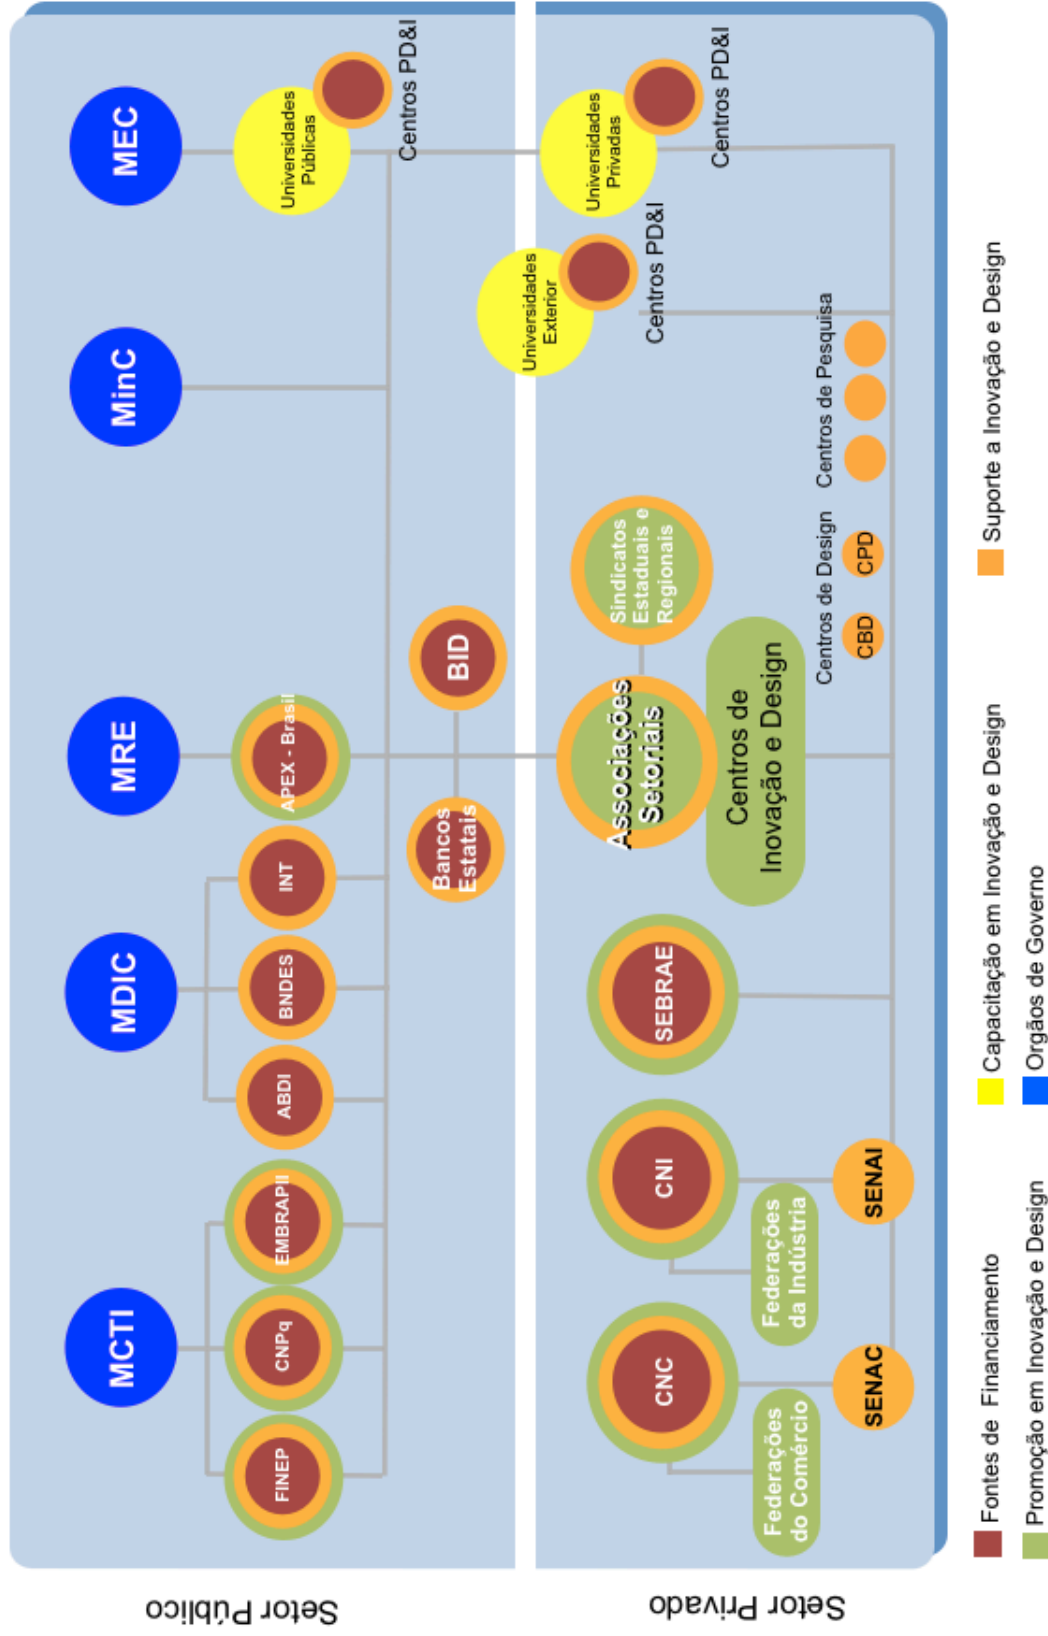 Setor Público
MCTI
MDIC
MRE
MinC
MEC
FINEP
CNPq
EMBRAPII
ABDI
BNDES
INT
APEX - Brasil
Universidades
Públicas
Centros PD&I
Bancos
Estatais
BID
Setor Privado
Universidades
Exterior
Centros PD&I
Universidades
Privadas
Centros PD&I
CNC
CNI
SEBRAE
Associações
Setoriais
Sindicatos
Estaduais e
Regionais
Federações
do Comércio
Federações
da Indústria
Centros de
Inovação e Design
SENAC
SENAI
Centros de Design
CBD
CPD
Centros de Pesquisa
Fontes de Financiamento
Capacitação em Inovação e Design
Suporte a Inovação e Design
Promoção em Inovação e Design
Orgãos de Governo